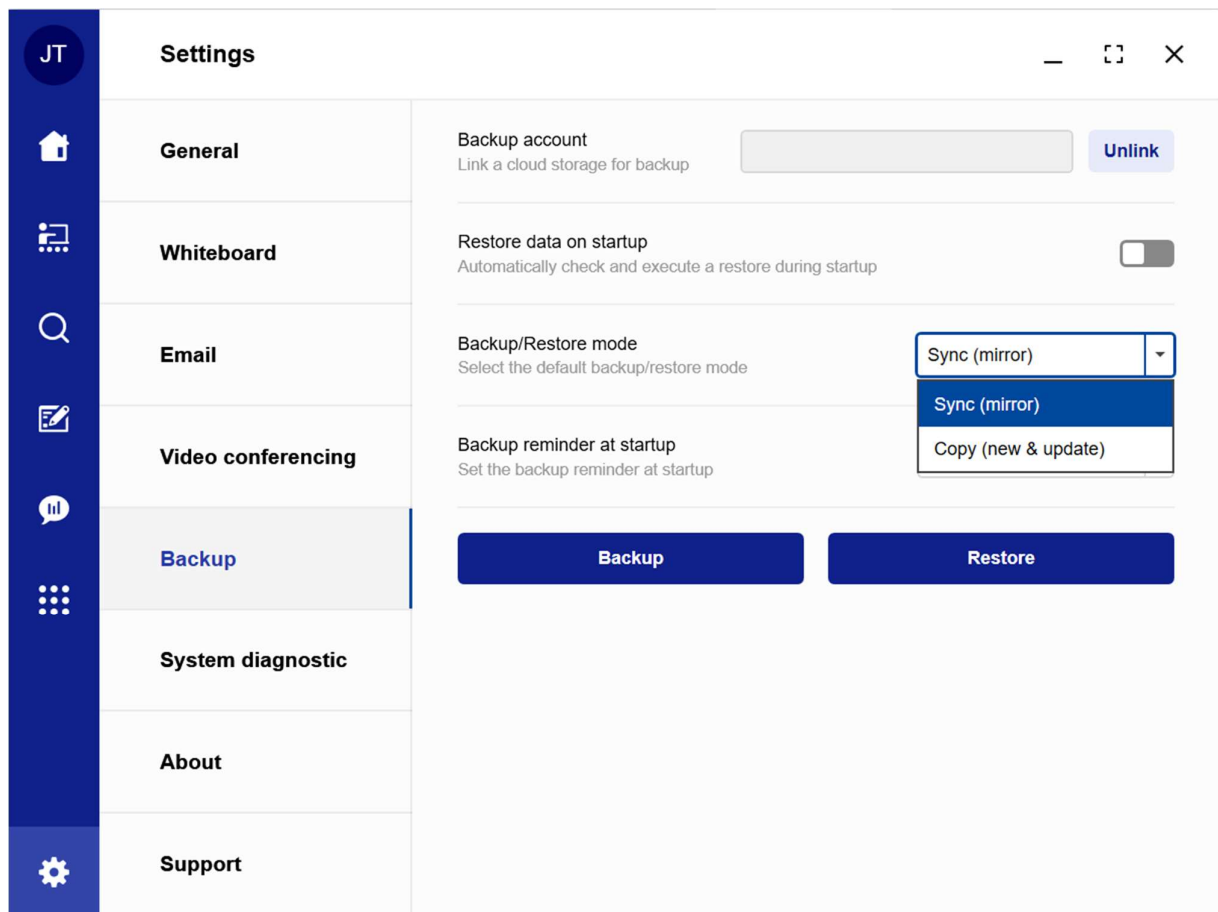 JT
Settings
General
Whiteboard
Email
Video conferencing
Backup
System diagnostic
About
Support
Backup account
Link a cloud storage for backup
Unlink
Restore data on startup
Automatically check and execute a restore during startup
Backup/Restore mode
Select the default backup/restore mode
Sync (mirror)
Sync (mirror)
Copy (new & update)
Backup reminder at startup
Set the backup reminder at startup
Backup
Restore